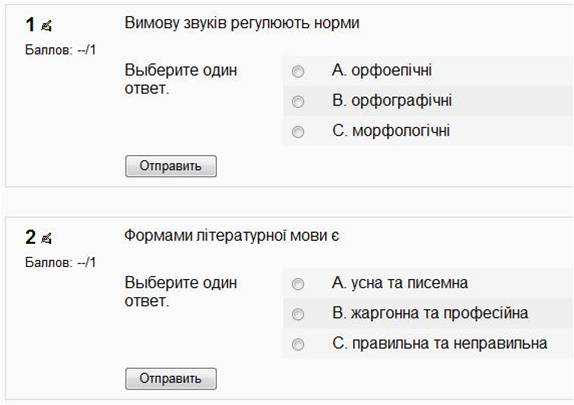 1
Баллов: --/1
Вимову звуків регулюють норми
Выберите один
ответ.
A. орфоепічні
B. орфографічні
C. морфологічні
Отправить
2
Баллов: --/1
Формами літературної мови є
Выберите один
ответ.
A. усна та писемна
B. жаргонна та професійна
C. правильна та неправильна
Отправить